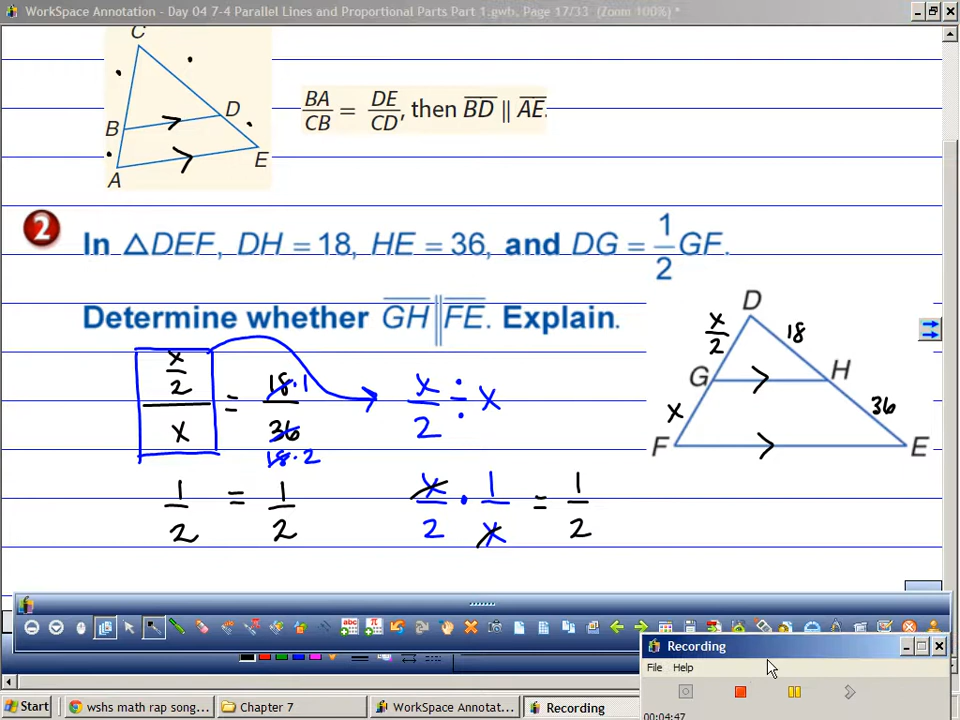 WorkSpace Annotation - Day 04 7-4 Parallel Lines and Proportional Parts Part 1.gwb, Page 17/33 (Zoom 100%) *
C
B
D
A
E
BA/CB = DE/CD, then BD || AE.
2
In △DEF, DH = 18, HE = 36, and DG = 1/2 GF.
Determine whether GH || FE. Explain.
D
x/2
18
G
H
x
36
F
E
x/2 / x = 18·1 / 36
18·2
x/2 ÷ x
1/2 = 1/2
x/2 · 1/x = 1/2
abc
π
Recording
File Help
00:04:47
Start
wshs math rap song...
Chapter 7
WorkSpace Annotation...
Recording